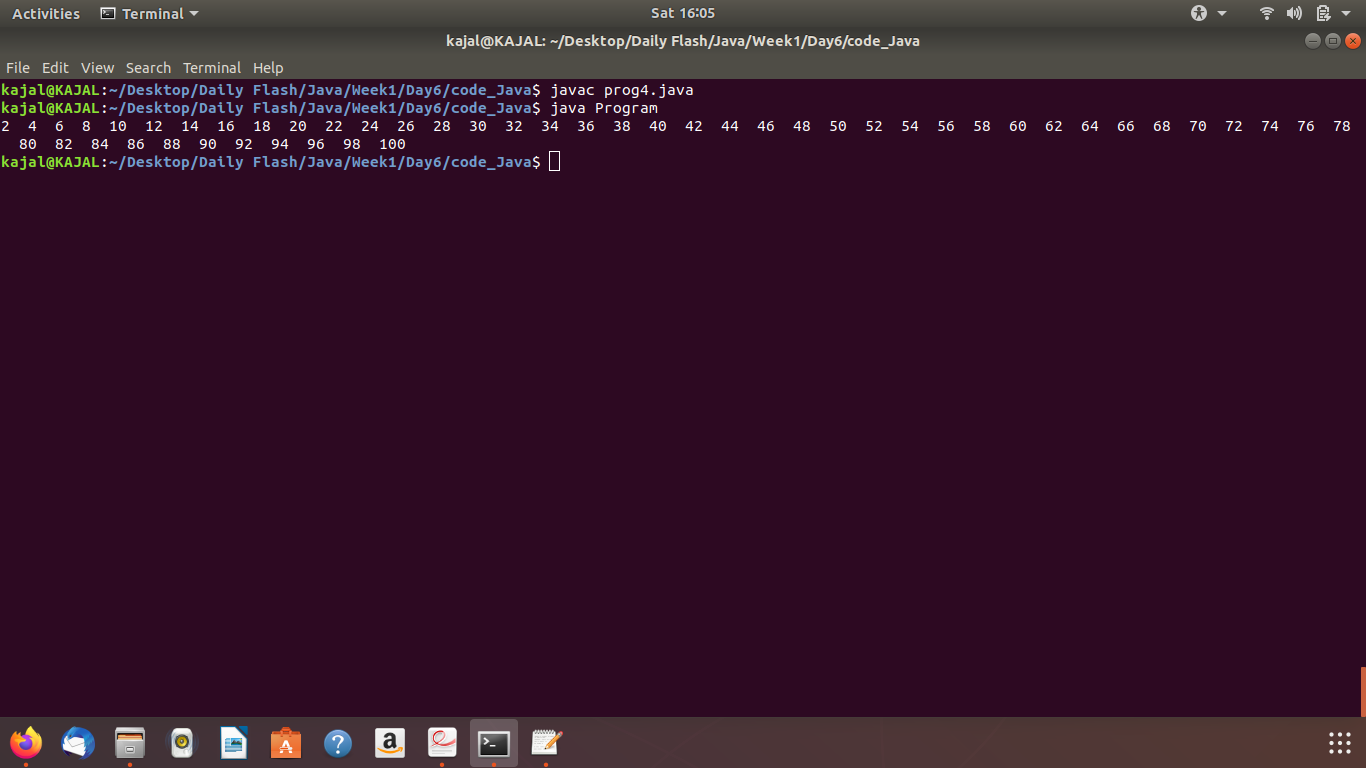 Activities Terminal Sat 16:05
kajal@KAJAL: ~/Desktop/Daily Flash/Java/Week1/Day6/code_Java
File Edit View Search Terminal Help
kajal@KAJAL:~/Desktop/Daily Flash/Java/Week1/Day6/code_Java$ javac prog4.java
kajal@KAJAL:~/Desktop/Daily Flash/Java/Week1/Day6/code_Java$ java Program
2  4  6  8  10  12  14  16  18  20  22  24  26  28  30  32  34  36  38  40  42  44  46  48  50  52  54  56  58  60  62  64  66  68  70  72  74  76  78
  80  82  84  86  88  90  92  94  96  98  100
kajal@KAJAL:~/Desktop/Daily Flash/Java/Week1/Day6/code_Java$